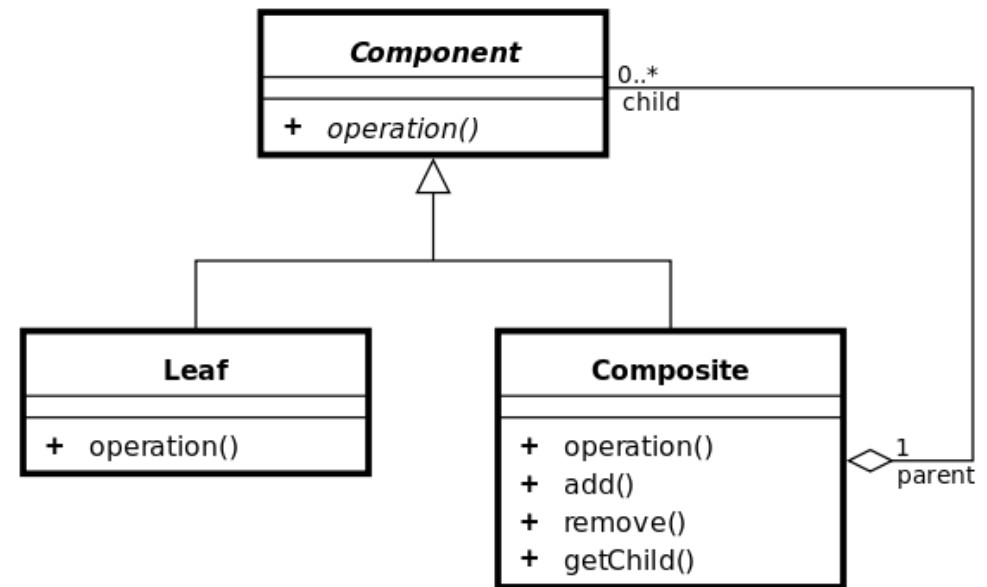 Component
+ operation()
0..*
child
Leaf
+ operation()
Composite
+ operation()
+ add()
+ remove()
+ getChild()
1
parent